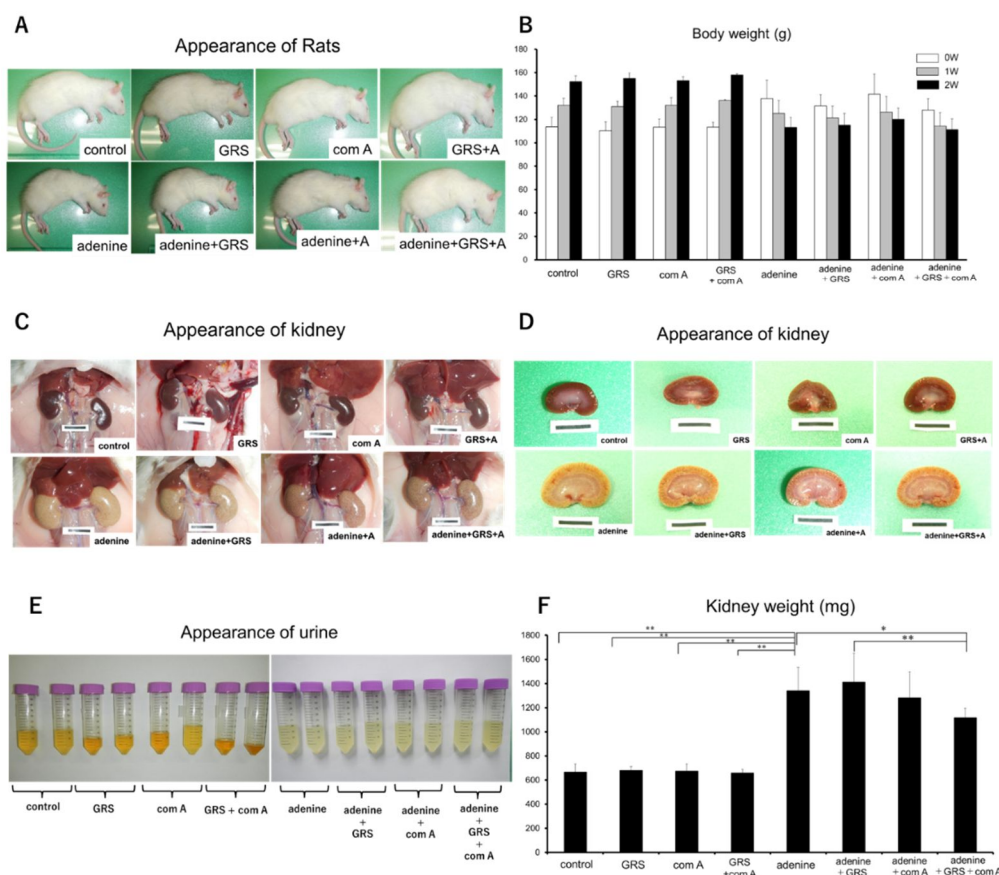 A
Appearance of Rats
control
GRS
com A
GRS+A
adenine
adenine+GRS
adenine+A
adenine+GRS+A
B
Body weight (g)
0W
1W
2W
180
160
140
120
100
80
60
40
20
0
control
GRS
com A
GRS
+ com A
adenine
adenine
+ GRS
adenine
+ com A
adenine
+ GRS + com A
C
Appearance of kidney
control
GRS
com A
GRS+A
adenine
adenine+GRS
adenine+A
adenine+GRS+A
D
Appearance of kidney
control
GRS
com A
GRS+A
adenine
adenine+GRS
adenine+A
adenine+GRS+A
E
Appearance of urine
control
GRS
com A
GRS + com A
adenine
adenine
+
GRS
adenine
+
com A
adenine
+
GRS
+
com A
F
Kidney weight (mg)
1800
1600
1400
1200
1000
800
600
400
200
0
**
**
**
**
*
**
control
GRS
com A
GRS
+com A
adenine
adenine
+ GRS
adenine
+ com A
adenine
+ GRS + com A